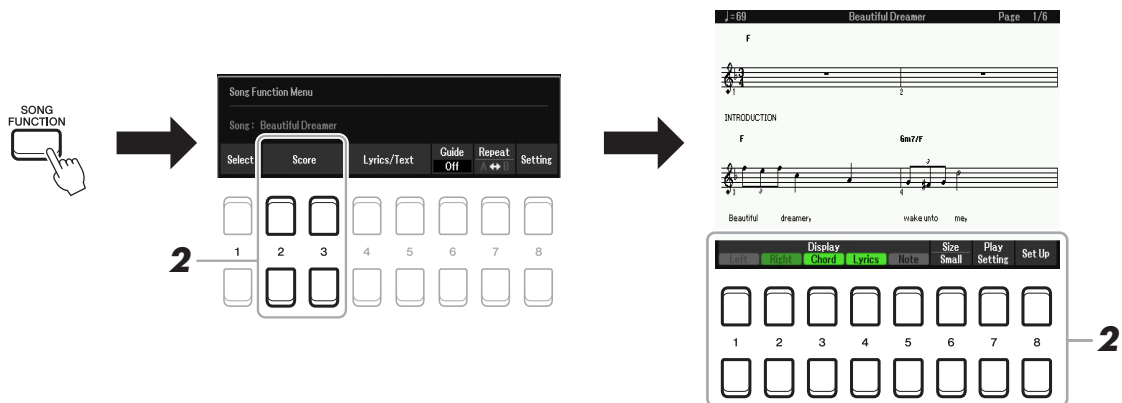 SONG
FUNCTION
Song Function Menu
Song : Beautiful Dreamer
Select Score Lyrics/Text Guide Off Repeat A ↔ B Setting
1 2 3 4 5 6 7 8
2
♩=69 Beautiful Dreamer Page 1/6
F
3
4
1 2
INTRODUCTION
F Gm7/F
3 3
1 4
Beautiful dreamer, wake unto me,
Display
Left Right Chord Lyrics Note Size Small Play Setting Set Up
1 2 3 4 5 6 7 8
2